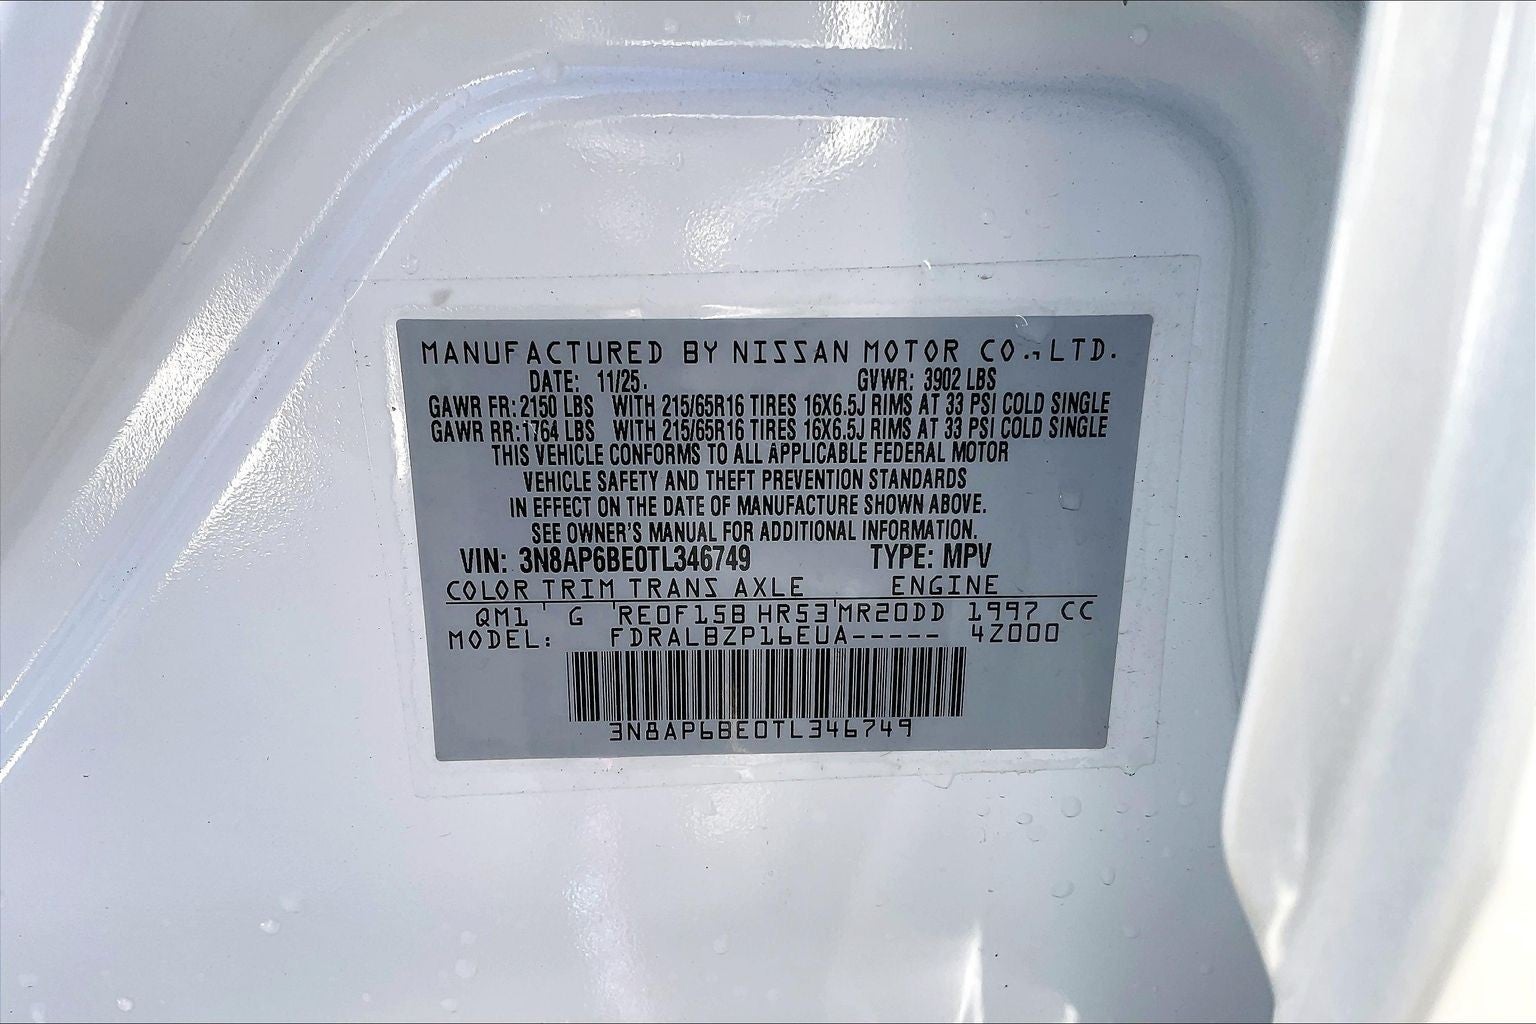 MANUFACTURED BY NISSAN MOTOR CO., LTD.
DATE: 11/25. GVWR: 3902 LBS
GAWR FR: 2150 LBS WITH 215/65R16 TIRES 16X6.5J RIMS AT 33 PSI COLD SINGLE
GAWR RR: 1764 LBS WITH 215/65R16 TIRES 16X6.5J RIMS AT 33 PSI COLD SINGLE
THIS VEHICLE CONFORMS TO ALL APPLICABLE FEDERAL MOTOR
VEHICLE SAFETY AND THEFT PREVENTION STANDARDS
IN EFFECT ON THE DATE OF MANUFACTURE SHOWN ABOVE.
SEE OWNER'S MANUAL FOR ADDITIONAL INFORMATION.
VIN: 3N8AP6BE0TL346749 TYPE: MPV
COLOR TRIM TRANS AXLE ENGINE
QM1 ' G 'RE0F15B HR53'MR20DD 1997 CC
MODEL: FDRALBZP16EUA----- 4Z000
3N8AP6BE0TL346749